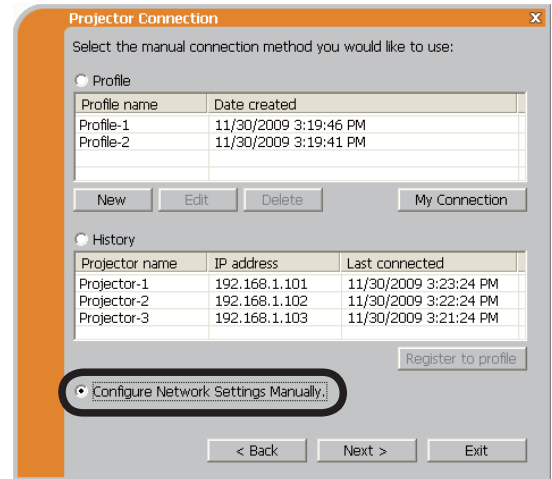 Projector Connection X
Select the manual connection method you would like to use:
Profile
Profile name Date created
Profile-1 11/30/2009 3:19:46 PM
Profile-2 11/30/2009 3:19:41 PM
New Edit Delete My Connection
History
Projector name IP address Last connected
Projector-1 192.168.1.101 11/30/2009 3:23:24 PM
Projector-2 192.168.1.102 11/30/2009 3:22:24 PM
Projector-3 192.168.1.103 11/30/2009 3:21:24 PM
Register to profile
Configure Network Settings Manually.
< Back Next > Exit